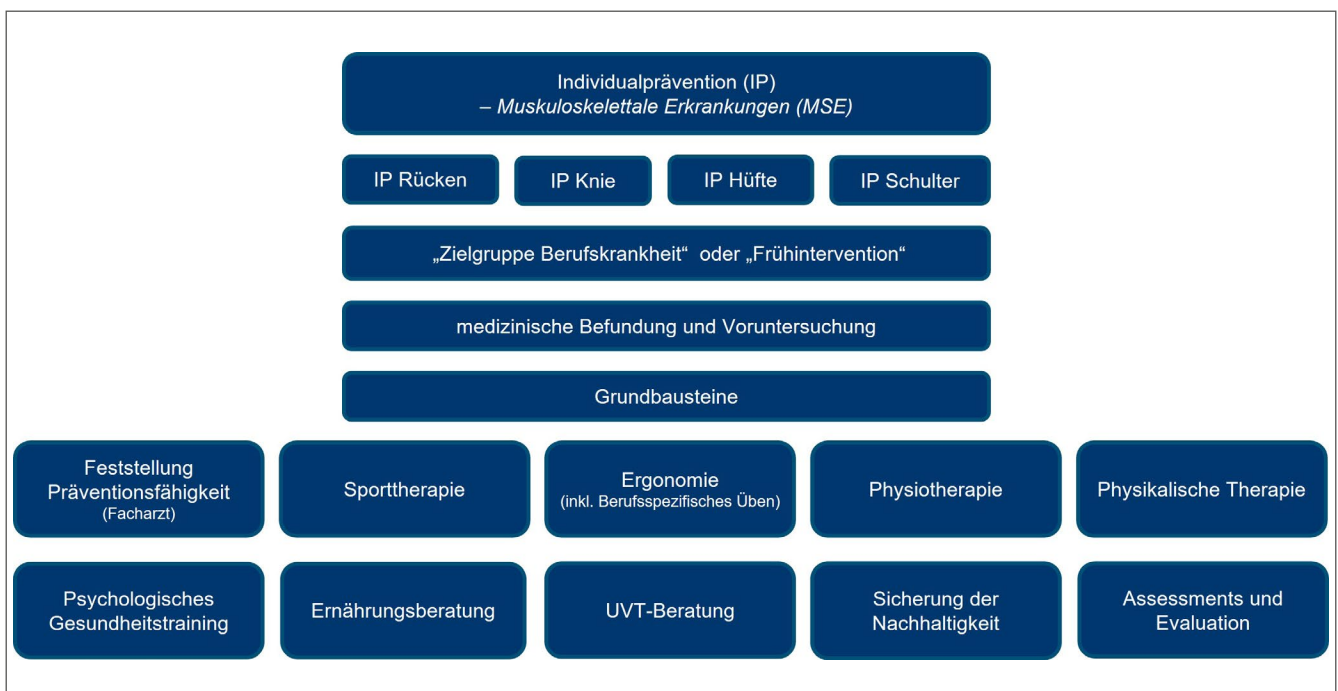 Individualprävention (IP)
– Muskuloskelettale Erkrankungen (MSE)
IP Rücken
IP Knie
IP Hüfte
IP Schulter
„Zielgruppe Berufskrankheit“ oder „Frühintervention“
medizinische Befundung und Voruntersuchung
Grundbausteine
Feststellung
Präventionsfähigkeit
(Facharzt)
Sporttherapie
Ergonomie
(inkl. Berufsspezifisches Üben)
Physiotherapie
Physikalische Therapie
Psychologisches
Gesundheitstraining
Ernährungsberatung
UVT-Beratung
Sicherung der
Nachhaltigkeit
Assessments und
Evaluation